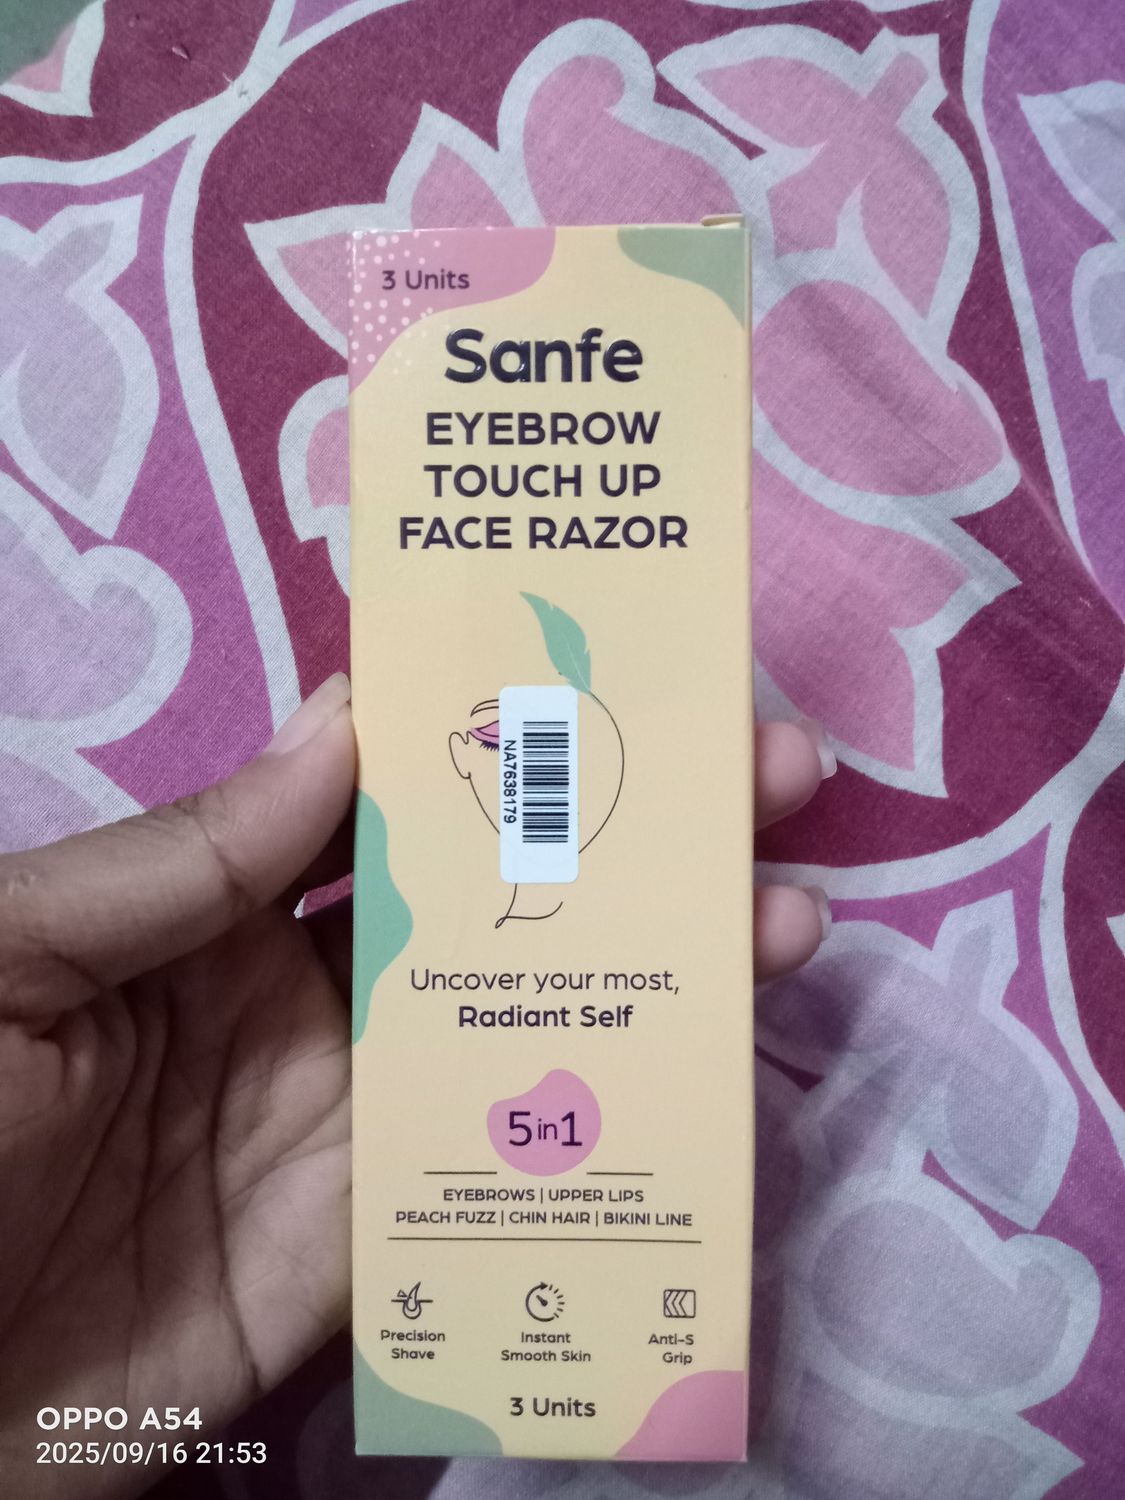 3 Units
Sanfe
EYEBROW
TOUCH UP
FACE RAZOR
NA7638179
Uncover your most,
Radiant Self
5in1
EYEBROWS | UPPER LIPS
PEACH FUZZ | CHIN HAIR | BIKINI LINE
Precision
Shave
Instant
Smooth Skin
Anti-S
Grip
3 Units
OPPO A54
2025/09/16 21:53